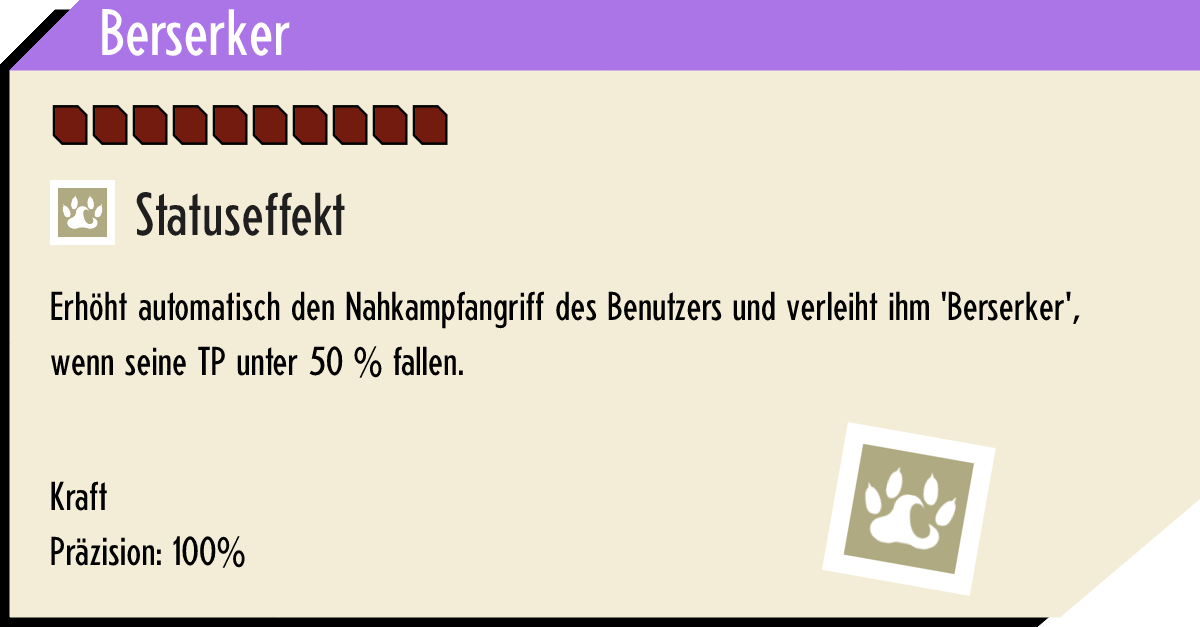 Berserker
Statuseffekt
Erhöht automatisch den Nahkampfangriff des Benutzers und verleiht ihm 'Berserker',
wenn seine TP unter 50 % fallen.
Kraft
Präzision: 100%